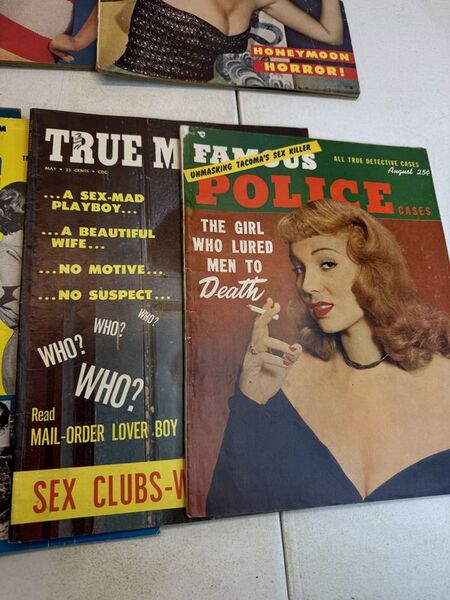 HONEYMOON
HORROR!
TRUE M
MAY • 25 CENTS • CDC
...A SEX-MAD
PLAYBOY...
...A BEAUTIFUL
WIFE...
...NO MOTIVE...
...NO SUSPECT...
WHO?
WHO?
WHO?
WHO?
Read
MAIL-ORDER LOVER BOY
SEX CLUBS-W
FAMOUS
UNMASKING TACOMA'S SEX KILLER
ALL TRUE DETECTIVE CASES
August 25¢
POLICE
CASES
THE GIRL
WHO LURED
MEN TO
Death